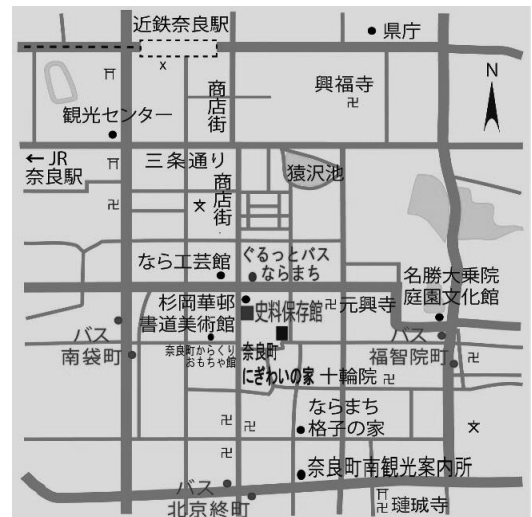 近鉄奈良駅
県庁
N
商店街
興福寺
観光センター
← JR
奈良駅
三条通り
猿沢池
商店街
なら工芸館
ぐるっとバス
ならまち
名勝大乗院
庭園文化館
杉岡華邨
書道美術館
史料保存館
元興寺
バス
南袋町
奈良町からくり
おもちゃ館
奈良町
にぎわいの家
十輪院
バス
福智院町
ならまち
格子の家
奈良町南観光案内所
バス
北京終町
璉珹寺